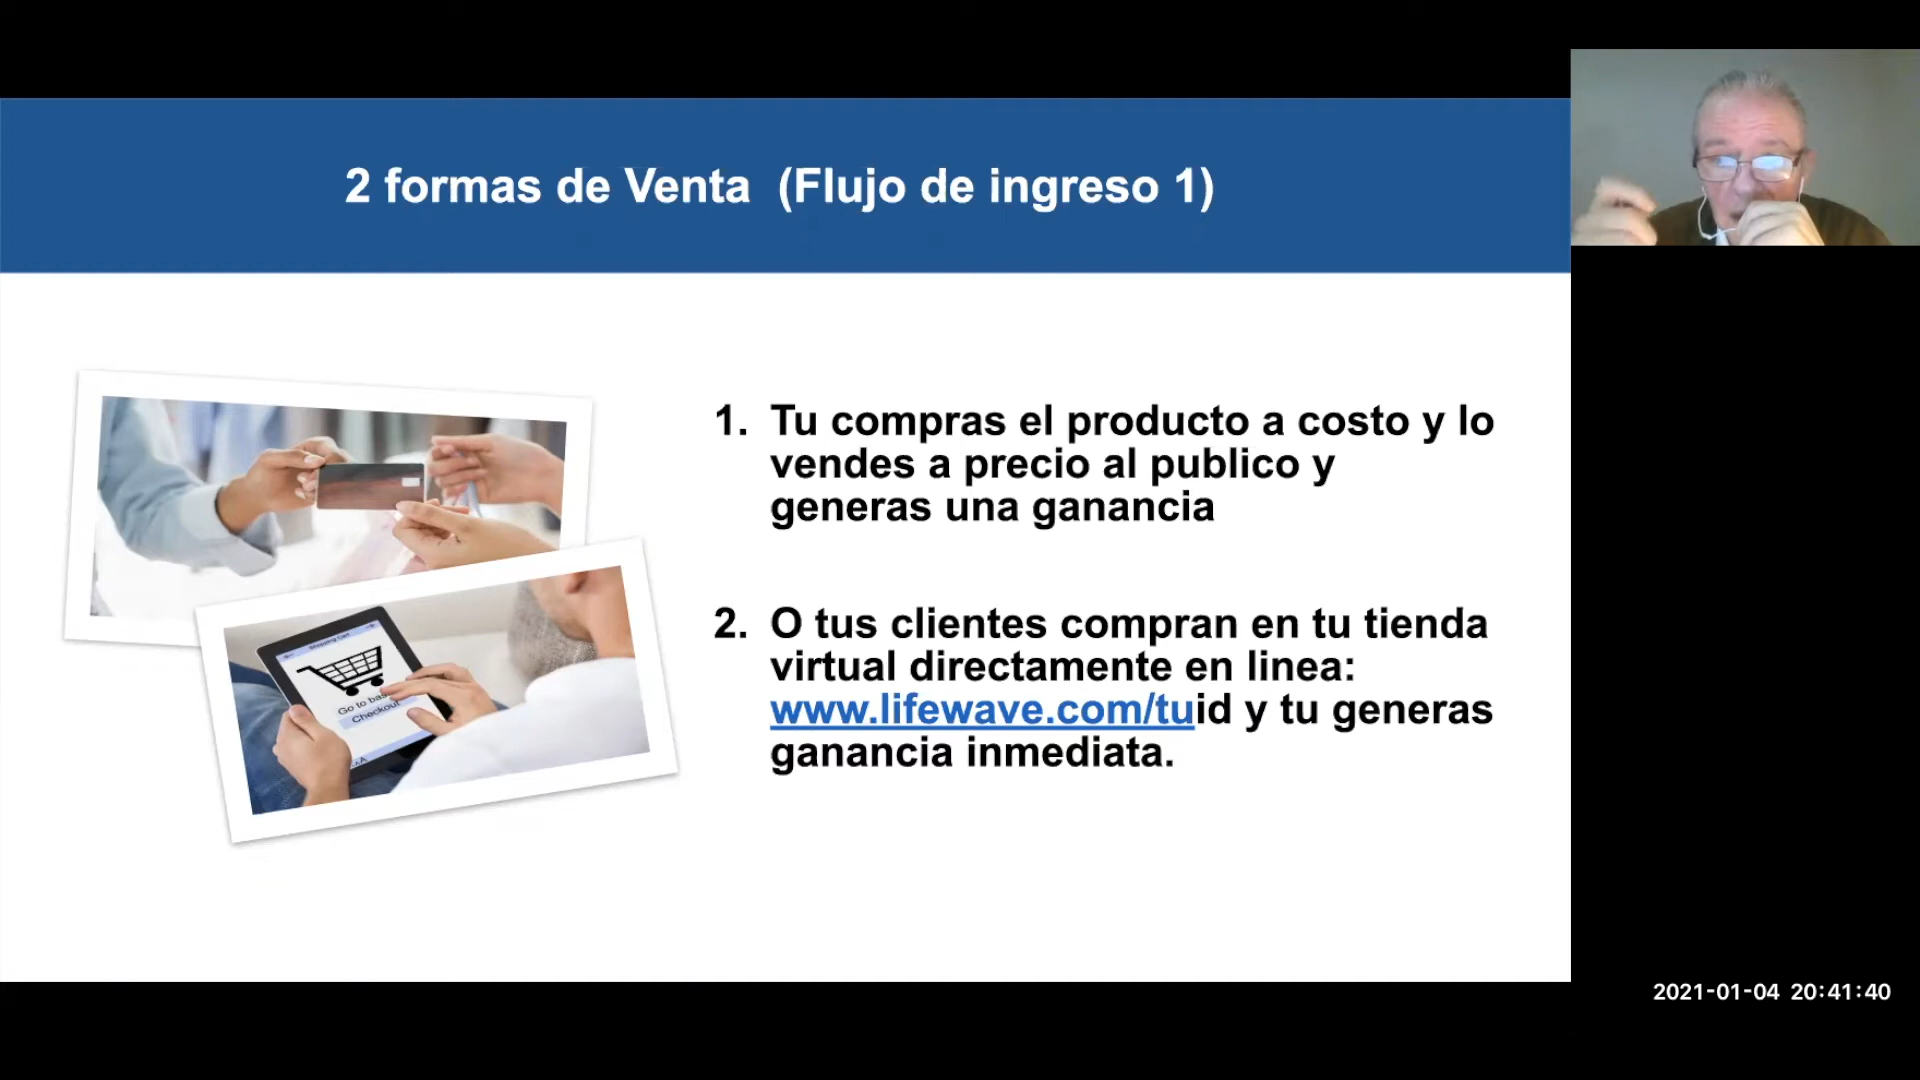 2 formas de Venta (Flujo de ingreso 1)
1. Tu compras el producto a costo y lo
vendes a precio al publico y
generas una ganancia
2. O tus clientes compran en tu tienda
virtual directamente en linea:
www.lifewave.com/tuid y tu generas
ganancia inmediata.
Shopping Cart
Checkout
2021-01-04 20:41:40